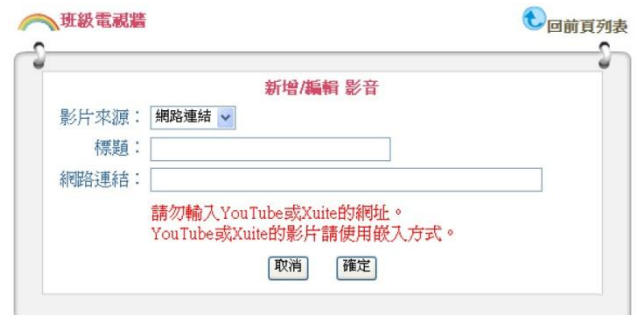 班級電視牆
回前頁列表
新增/編輯 影音
影片來源： 網路連結
標題：
網路連結：
請勿輸入YouTube或Xuite的網址。
YouTube或Xuite的影片請使用嵌入方式。
取消 確定